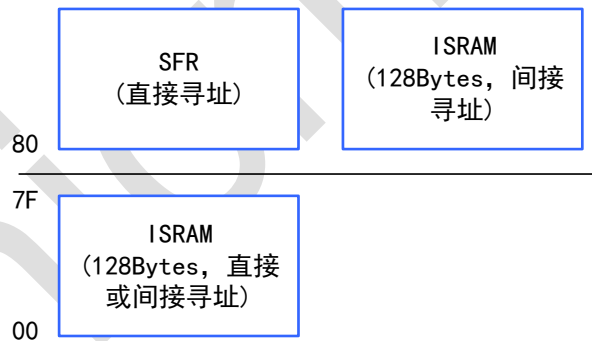 SFR
(直接寻址)
ISRAM
(128Bytes，间接
寻址)
80
7F
ISRAM
(128Bytes，直接
或间接寻址)
00